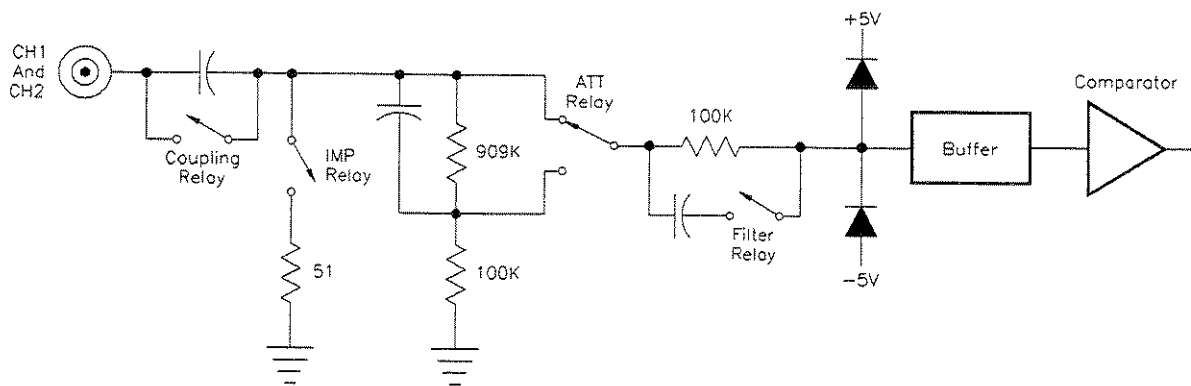 CH1
And
CH2
Coupling
Relay
IMP
Relay
51
909K
100K
ATT
Relay
100K
Filter
Relay
+5V
-5V
Buffer
Comparator